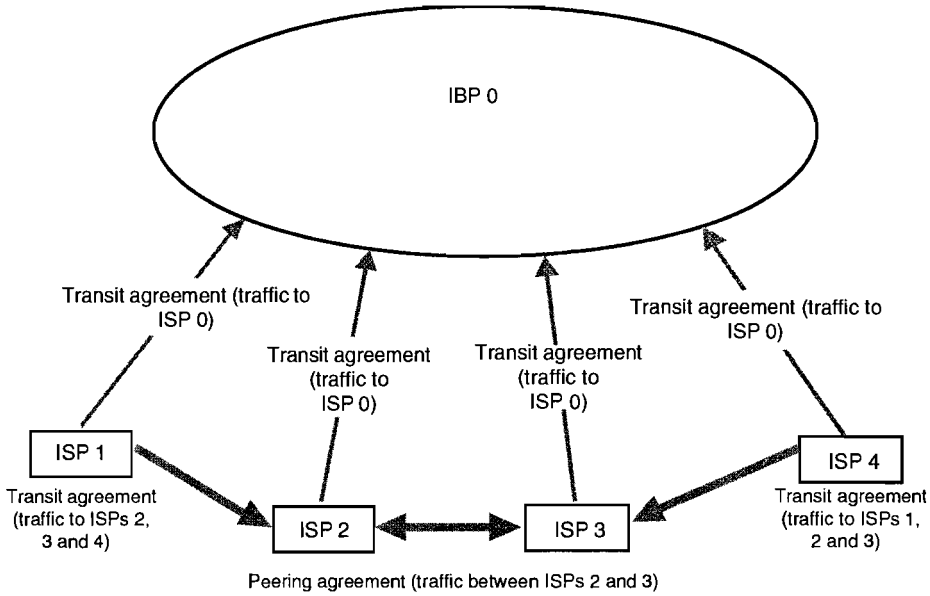 IBP 0
Transit agreement (traffic to
ISP 0)
Transit agreement (traffic to
ISP 0)
Transit agreement
(traffic to
ISP 0)
Transit agreement
(traffic to
ISP 0)
ISP 1
ISP 4
Transit agreement
(traffic to ISPs 2,
3 and 4)
Transit agreement
(traffic to ISPs 1,
2 and 3)
ISP 2
ISP 3
Peering agreement (traffic between ISPs 2 and 3)